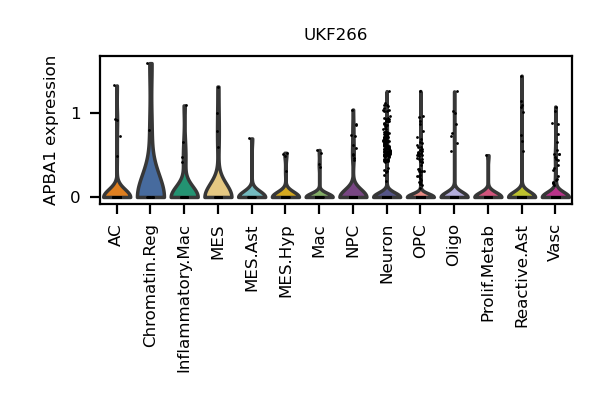 UKF266
APBA1 expression
1
0
AC
Chromatin.Reg
Inflammatory.Mac
MES
MES.Ast
MES.Hyp
Mac
NPC
Neuron
OPC
Oligo
Prolif.Metab
Reactive.Ast
Vasc